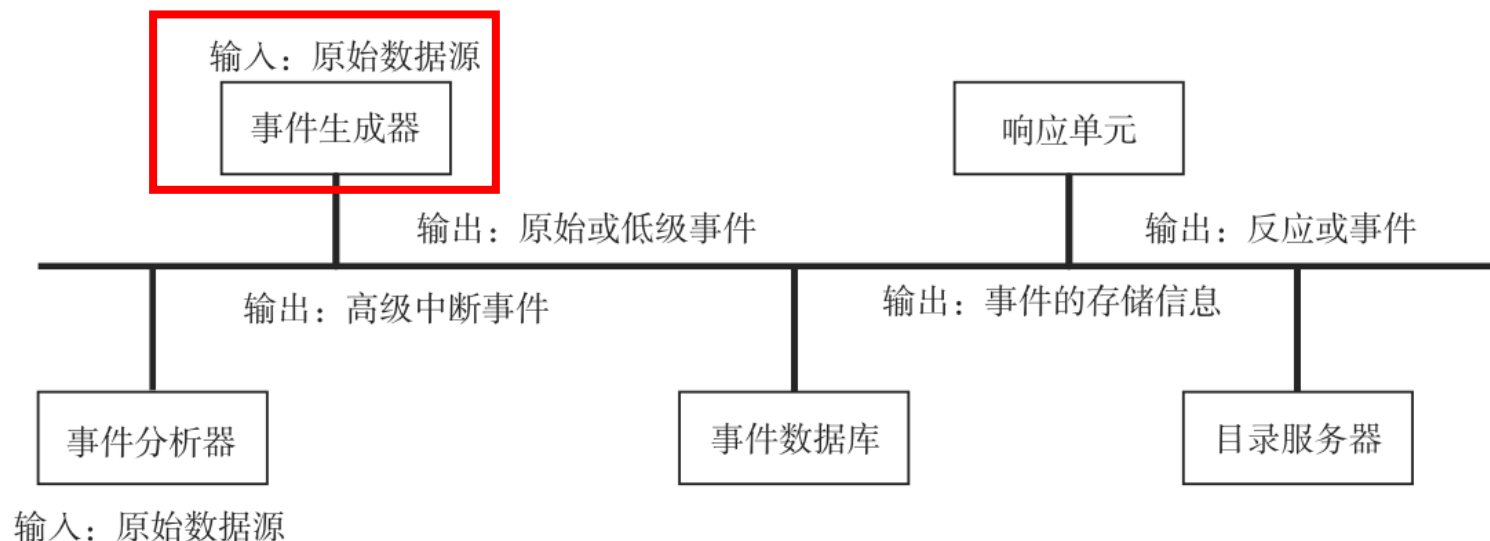 输入：原始数据源
事件生成器
响应单元
输出：原始或低级事件
输出：反应或事件
输出：高级中断事件
输出：事件的存储信息
事件分析器
事件数据库
目录服务器
输入：原始数据源